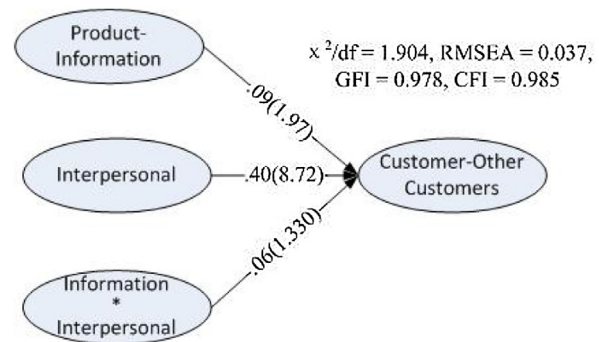 Product-
Information
x ²/df = 1.904, RMSEA = 0.037,
GFI = 0.978, CFI = 0.985
.09(1.97)
Interpersonal
.40(8.72)
Customer-Other
Customers
.06(1.330)
Information
*
Interpersonal